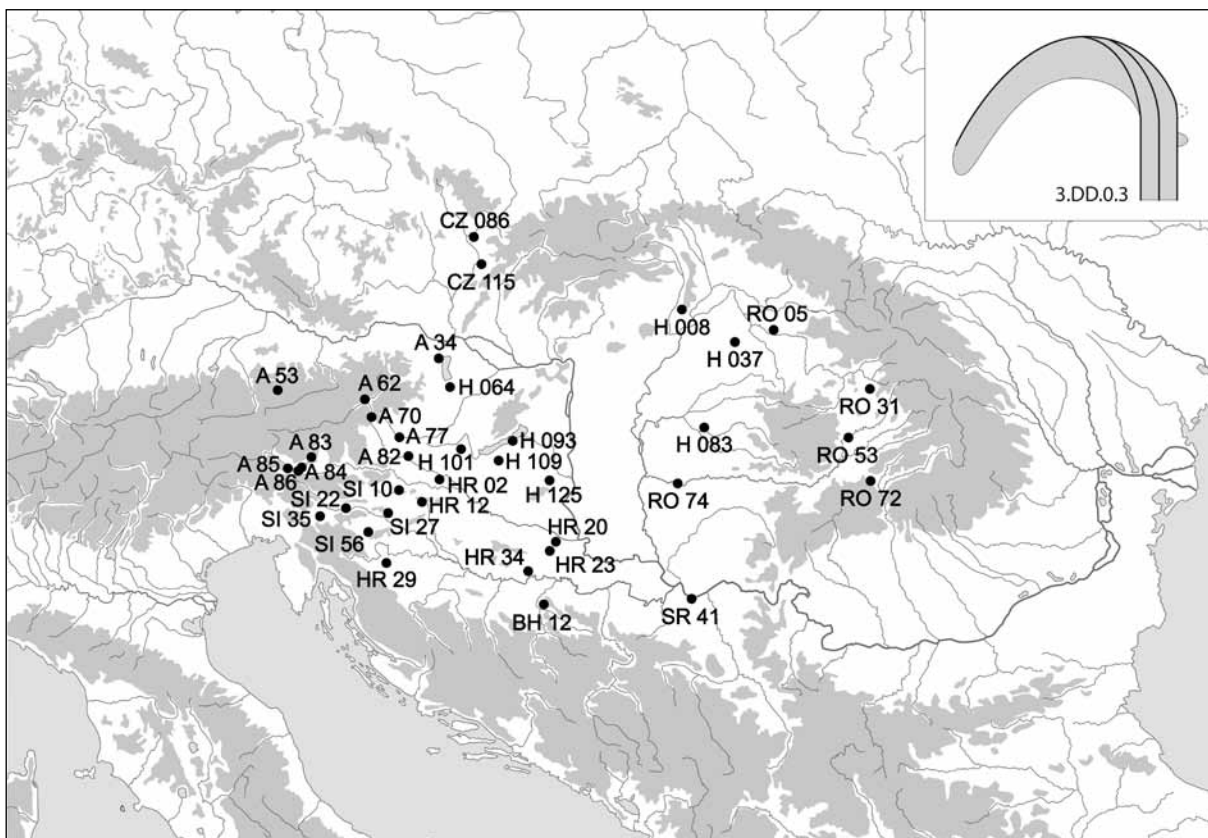 3.DD.0.3
CZ 086
CZ 115
H 008
RO 05
H 037
A 34
H 064
A 53
A 62
A 70
RO 31
H 083
RO 53
A 77
H 093
A 83
A 82
H 101
H 109
A 85
A 84
A 86
RO 74
RO 72
HR 02
H 125
SI 10
SI 22
HR 12
SI 35
SI 27
SI 56
HR 20
HR 23
HR 29
HR 34
BH 12
SR 41